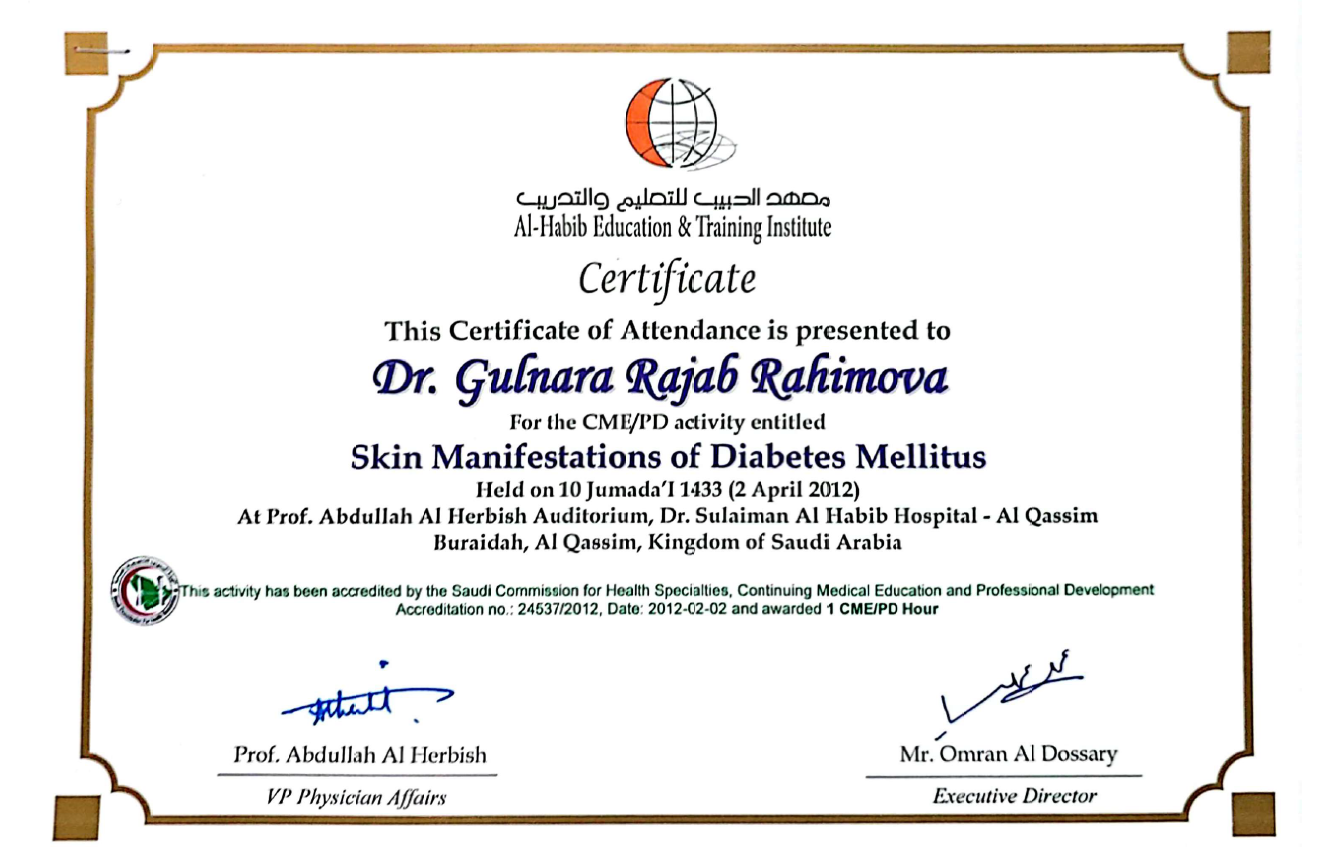 معهد الحبيب للتعليم والتدريب
Al-Habib Education & Training Institute
Certificate
This Certificate of Attendance is presented to
Dr. Gulnara Rajab Rahimova
For the CME/PD activity entitled
Skin Manifestations of Diabetes Mellitus
Held on 10 Jumada'I 1433 (2 April 2012)
At Prof. Abdullah Al Herbish Auditorium, Dr. Sulaiman Al Habib Hospital - Al Qassim
Buraidah, Al Qassim, Kingdom of Saudi Arabia
This activity has been accredited by the Saudi Commission for Health Specialties, Continuing Medical Education and Professional Development
Accreditation no.: 24537/2012, Date: 2012-02-02 and awarded 1 CME/PD Hour
Prof. Abdullah Al Herbish
VP Physician Affairs
Mr. Omran Al Dossary
Executive Director